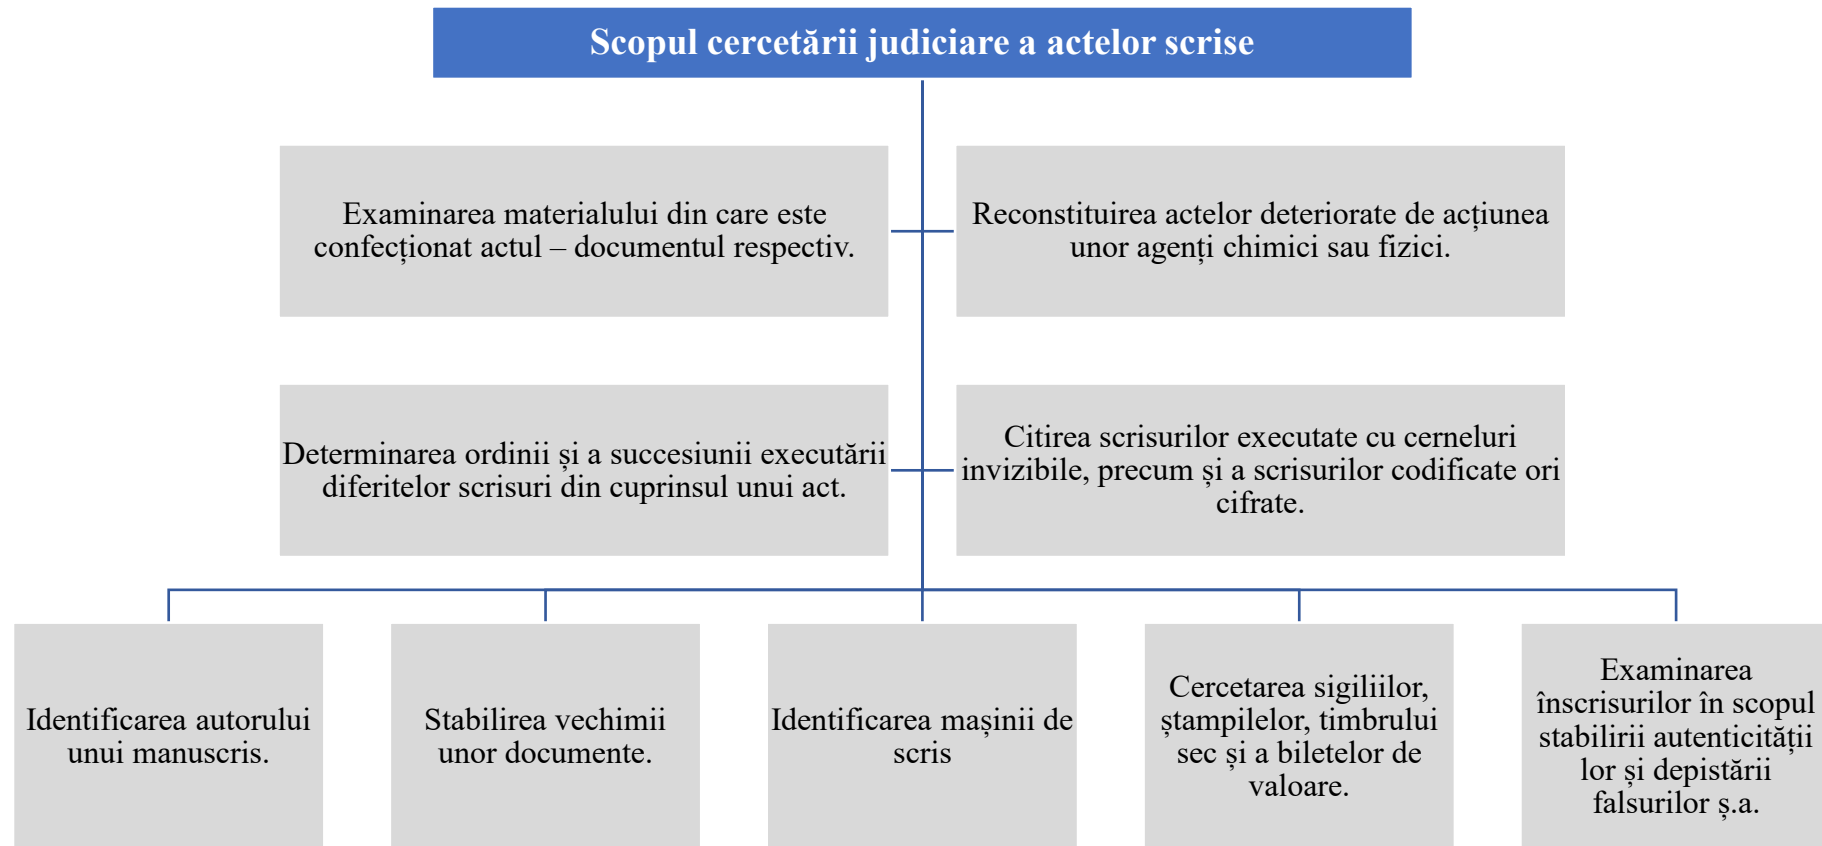 Scopul cercetării judiciare a actelor scrise
Examinarea materialului din care este
confecționat actul – documentul respectiv.
Reconstituirea actelor deteriorate de acțiunea
unor agenți chimici sau fizici.
Determinarea ordinii și a succesiunii executării
diferitelor scrisuri din cuprinsul unui act.
Citirea scrisurilor executate cu cerneluri
invizibile, precum și a scrisurilor codificate ori
cifrate.
Identificarea autorului
unui manuscris.
Stabilirea vechimii
unor documente.
Identificarea mașinii de
scris
Cercetarea sigiliilor,
ștampilelor, timbrului
sec și a biletelor de
valoare.
Examinarea
înscrisurilor în scopul
stabilirii autenticității
lor și depistării
falsurilor ș.a.